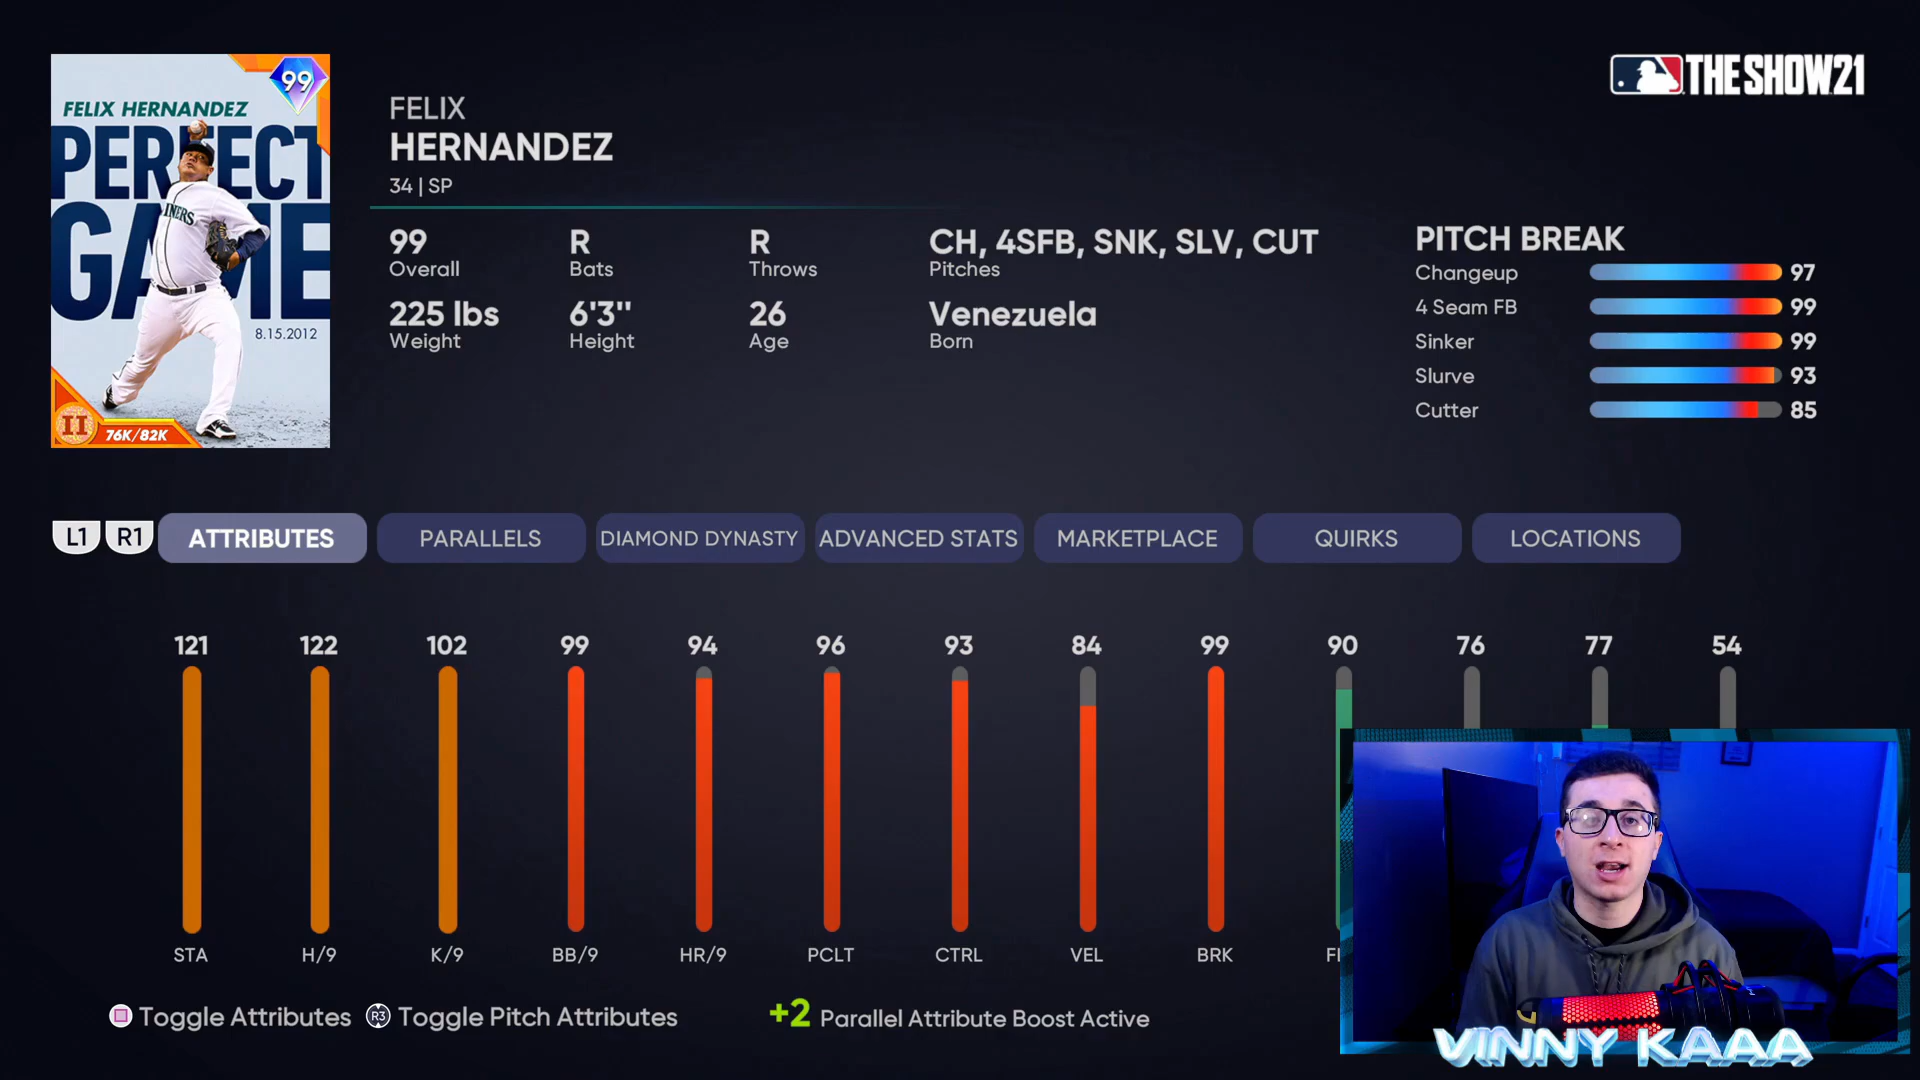 99
FELIX HERNANDEZ
PERFECT
GAME
8.15.2012
INERS
II
76K/82K
THE SHOW21
FELIX
HERNANDEZ
34 | SP
99
Overall
R
Bats
R
Throws
CH, 4SFB, SNK, SLV, CUT
Pitches
225 lbs
Weight
6'3''
Height
26
Age
Venezuela
Born
PITCH BREAK
Changeup 97
4 Seam FB 99
Sinker 99
Slurve 93
Cutter 85
L1 R1 ATTRIBUTES PARALLELS DIAMOND DYNASTY ADVANCED STATS MARKETPLACE QUIRKS LOCATIONS
121 122 102 99 94 96 93 84 99 90 76 77 54
STA H/9 K/9 BB/9 HR/9 PCLT CTRL VEL BRK
Toggle Attributes R3 Toggle Pitch Attributes +2 Parallel Attribute Boost Active
VINNY KAAA